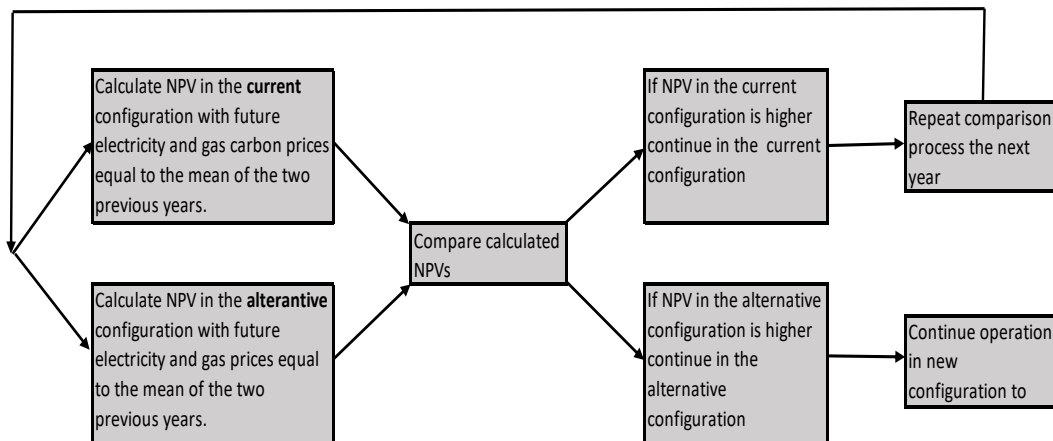 Calculate NPV in the current
configuration with future
electricity and gas carbon prices
equal to the mean of the two
previous years.
Calculate NPV in the alterantive
configuration with future
electricity and gas prices equal
to the mean of the two
previous years.
Compare calculated
NPVs
If NPV in the current
configuration is higher
continue in the current
configuration
If NPV in the alternative
configuration is higher
continue in the
alternative
configuration
Repeat comparison
process the next
year
Continue operation
in new
configuration to